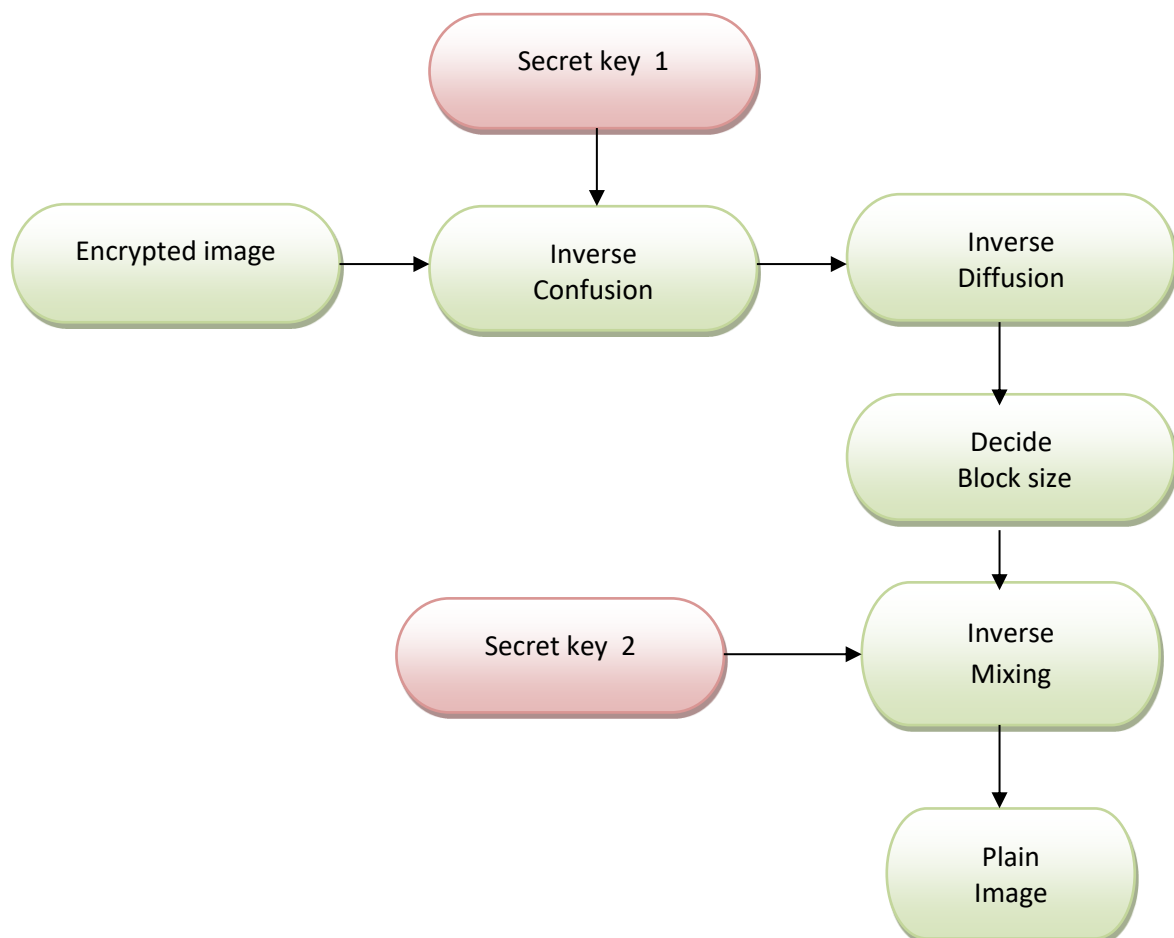 Secret key 1
Encrypted image
Inverse
Confusion
Inverse
Diffusion
Decide
Block size
Secret key 2
Inverse
Mixing
Plain
Image